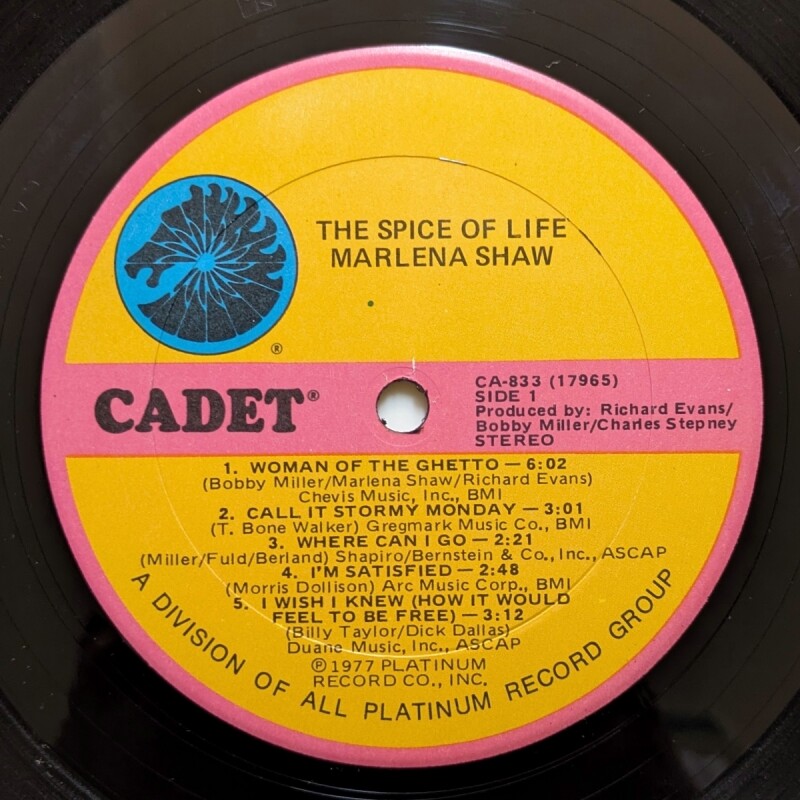 THE SPICE OF LIFE
MARLENA SHAW
®
CADET®
CA-833 (17965)
SIDE 1
Produced by: Richard Evans/
Bobby Miller/Charles Stepney
STEREO
1. WOMAN OF THE GHETTO — 6:02
(Bobby Miller/Marlena Shaw/Richard Evans)
Chevis Music, Inc., BMI
2. CALL IT STORMY MONDAY — 3:01
(T. Bone Walker) Gregmark Music Co., BMI
3. WHERE CAN I GO — 2:21
(Miller/Fuld/Berland) Shapiro/Bernstein & Co., Inc., ASCAP
4. I'M SATISFIED — 2:48
(Morris Dollison) Arc Music Corp., BMI
5. I WISH I KNEW (HOW IT WOULD
FEEL TO BE FREE) — 3:12
(Billy Taylor/Dick Dallas)
Duane Music, Inc., ASCAP
℗ 1977 PLATINUM
RECORD CO., INC.
A DIVISION OF ALL PLATINUM RECORD GROUP